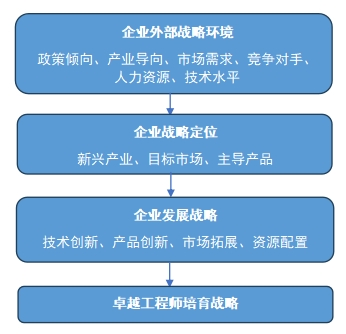 企业外部战略环境
政策倾向、产业导向、市场需求、竞争对手、
人力资源、技术水平
企业战略定位
新兴产业、目标市场、主导产品
企业发展战略
技术创新、产品创新、市场拓展、资源配置
卓越工程师培育战略